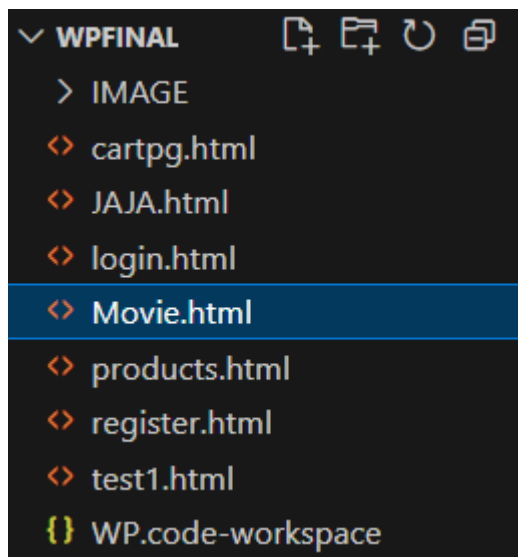 WPFINAL
IMAGE
cartpg.html
JAJA.html
login.html
Movie.html
products.html
register.html
test1.html
WP.code-workspace